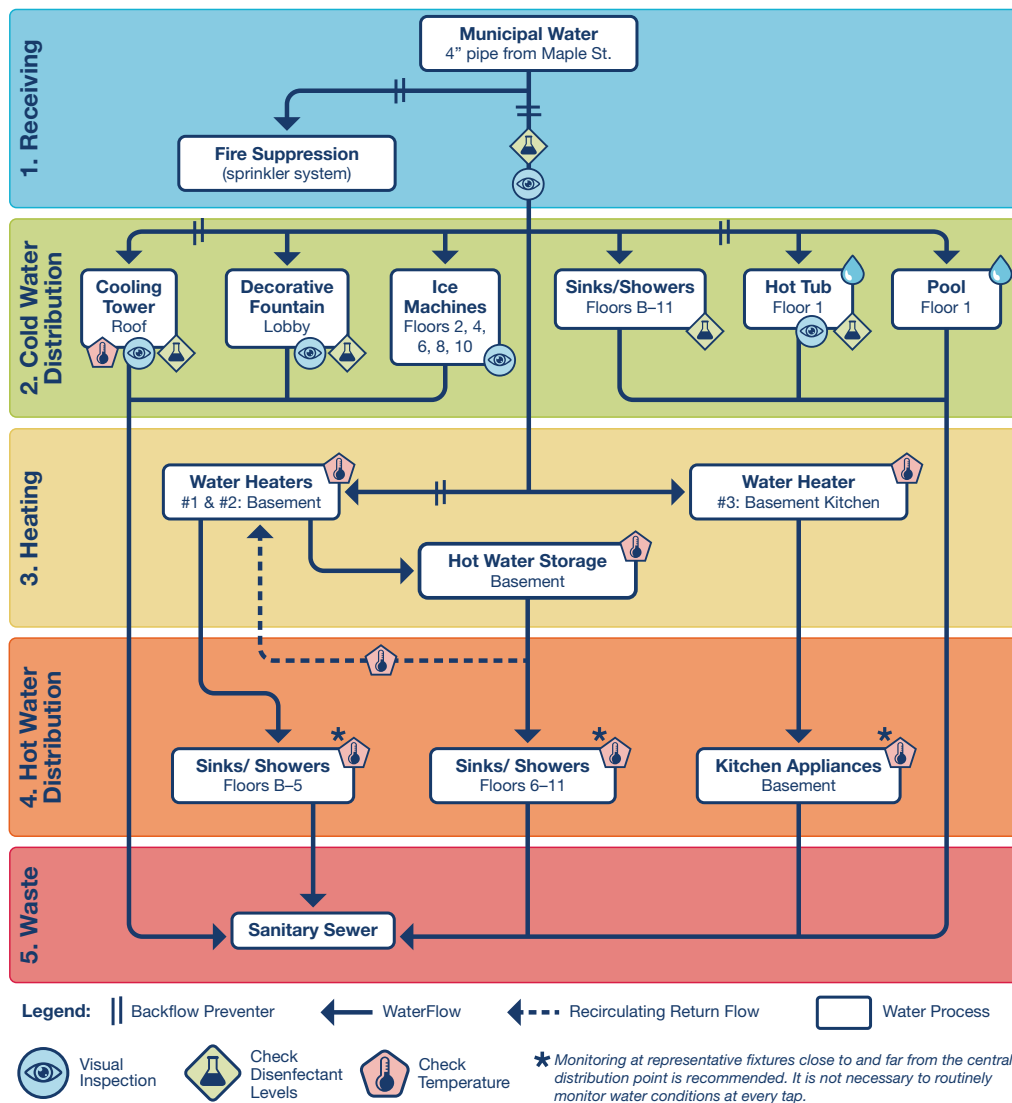 1. Receiving
Municipal Water
4” pipe from Maple St.
Fire Suppression
(sprinkler system)
2. Cold Water
Distribution
Cooling
Tower
Roof
Decorative
Fountain
Lobby
Ice
Machines
Floors 2, 4,
6, 8, 10
Sinks/Showers
Floors B–11
Hot Tub
Floor 1
Pool
Floor 1
3. Heating
Water Heaters
#1 & #2: Basement
Water Heater
#3: Basement Kitchen
Hot Water Storage
Basement
4. Hot Water
Distribution
*
Sinks/ Showers
Floors B–5
*
Sinks/ Showers
Floors 6–11
*
Kitchen Appliances
Basement
5. Waste
Sanitary Sewer
Legend:
Backflow Preventer
WaterFlow
Recirculating Return Flow
Water Process
Visual
Inspection
Check
Disenfectant
Levels
Check
Temperature
* Monitoring at representative fixtures close to and far from the central
distribution point is recommended. It is not necessary to routinely
monitor water conditions at every tap.